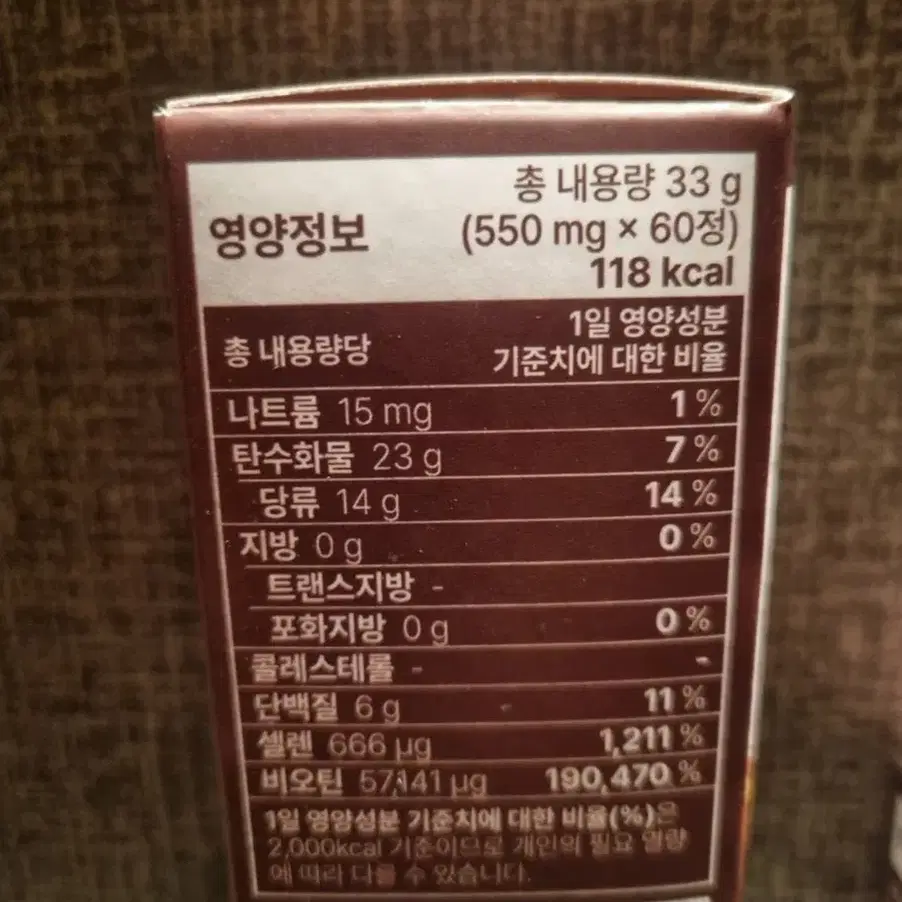 영양정보
총 내용량 33 g
(550 mg × 60정)
118 kcal
총 내용량당
1일 영양성분
기준치에 대한 비율
나트륨 15 mg 1 %
탄수화물 23 g 7 %
당류 14 g 14 %
지방 0 g 0 %
트랜스지방 -
포화지방 0 g 0 %
콜레스테롤 - -
단백질 6 g 11 %
셀렌 666 μg 1,211 %
비오틴 57,141 μg 190,470 %
1일 영양성분 기준치에 대한 비율(%)은
2,000kcal 기준이므로 개인의 필요 열량
에 따라 다를 수 있습니다.